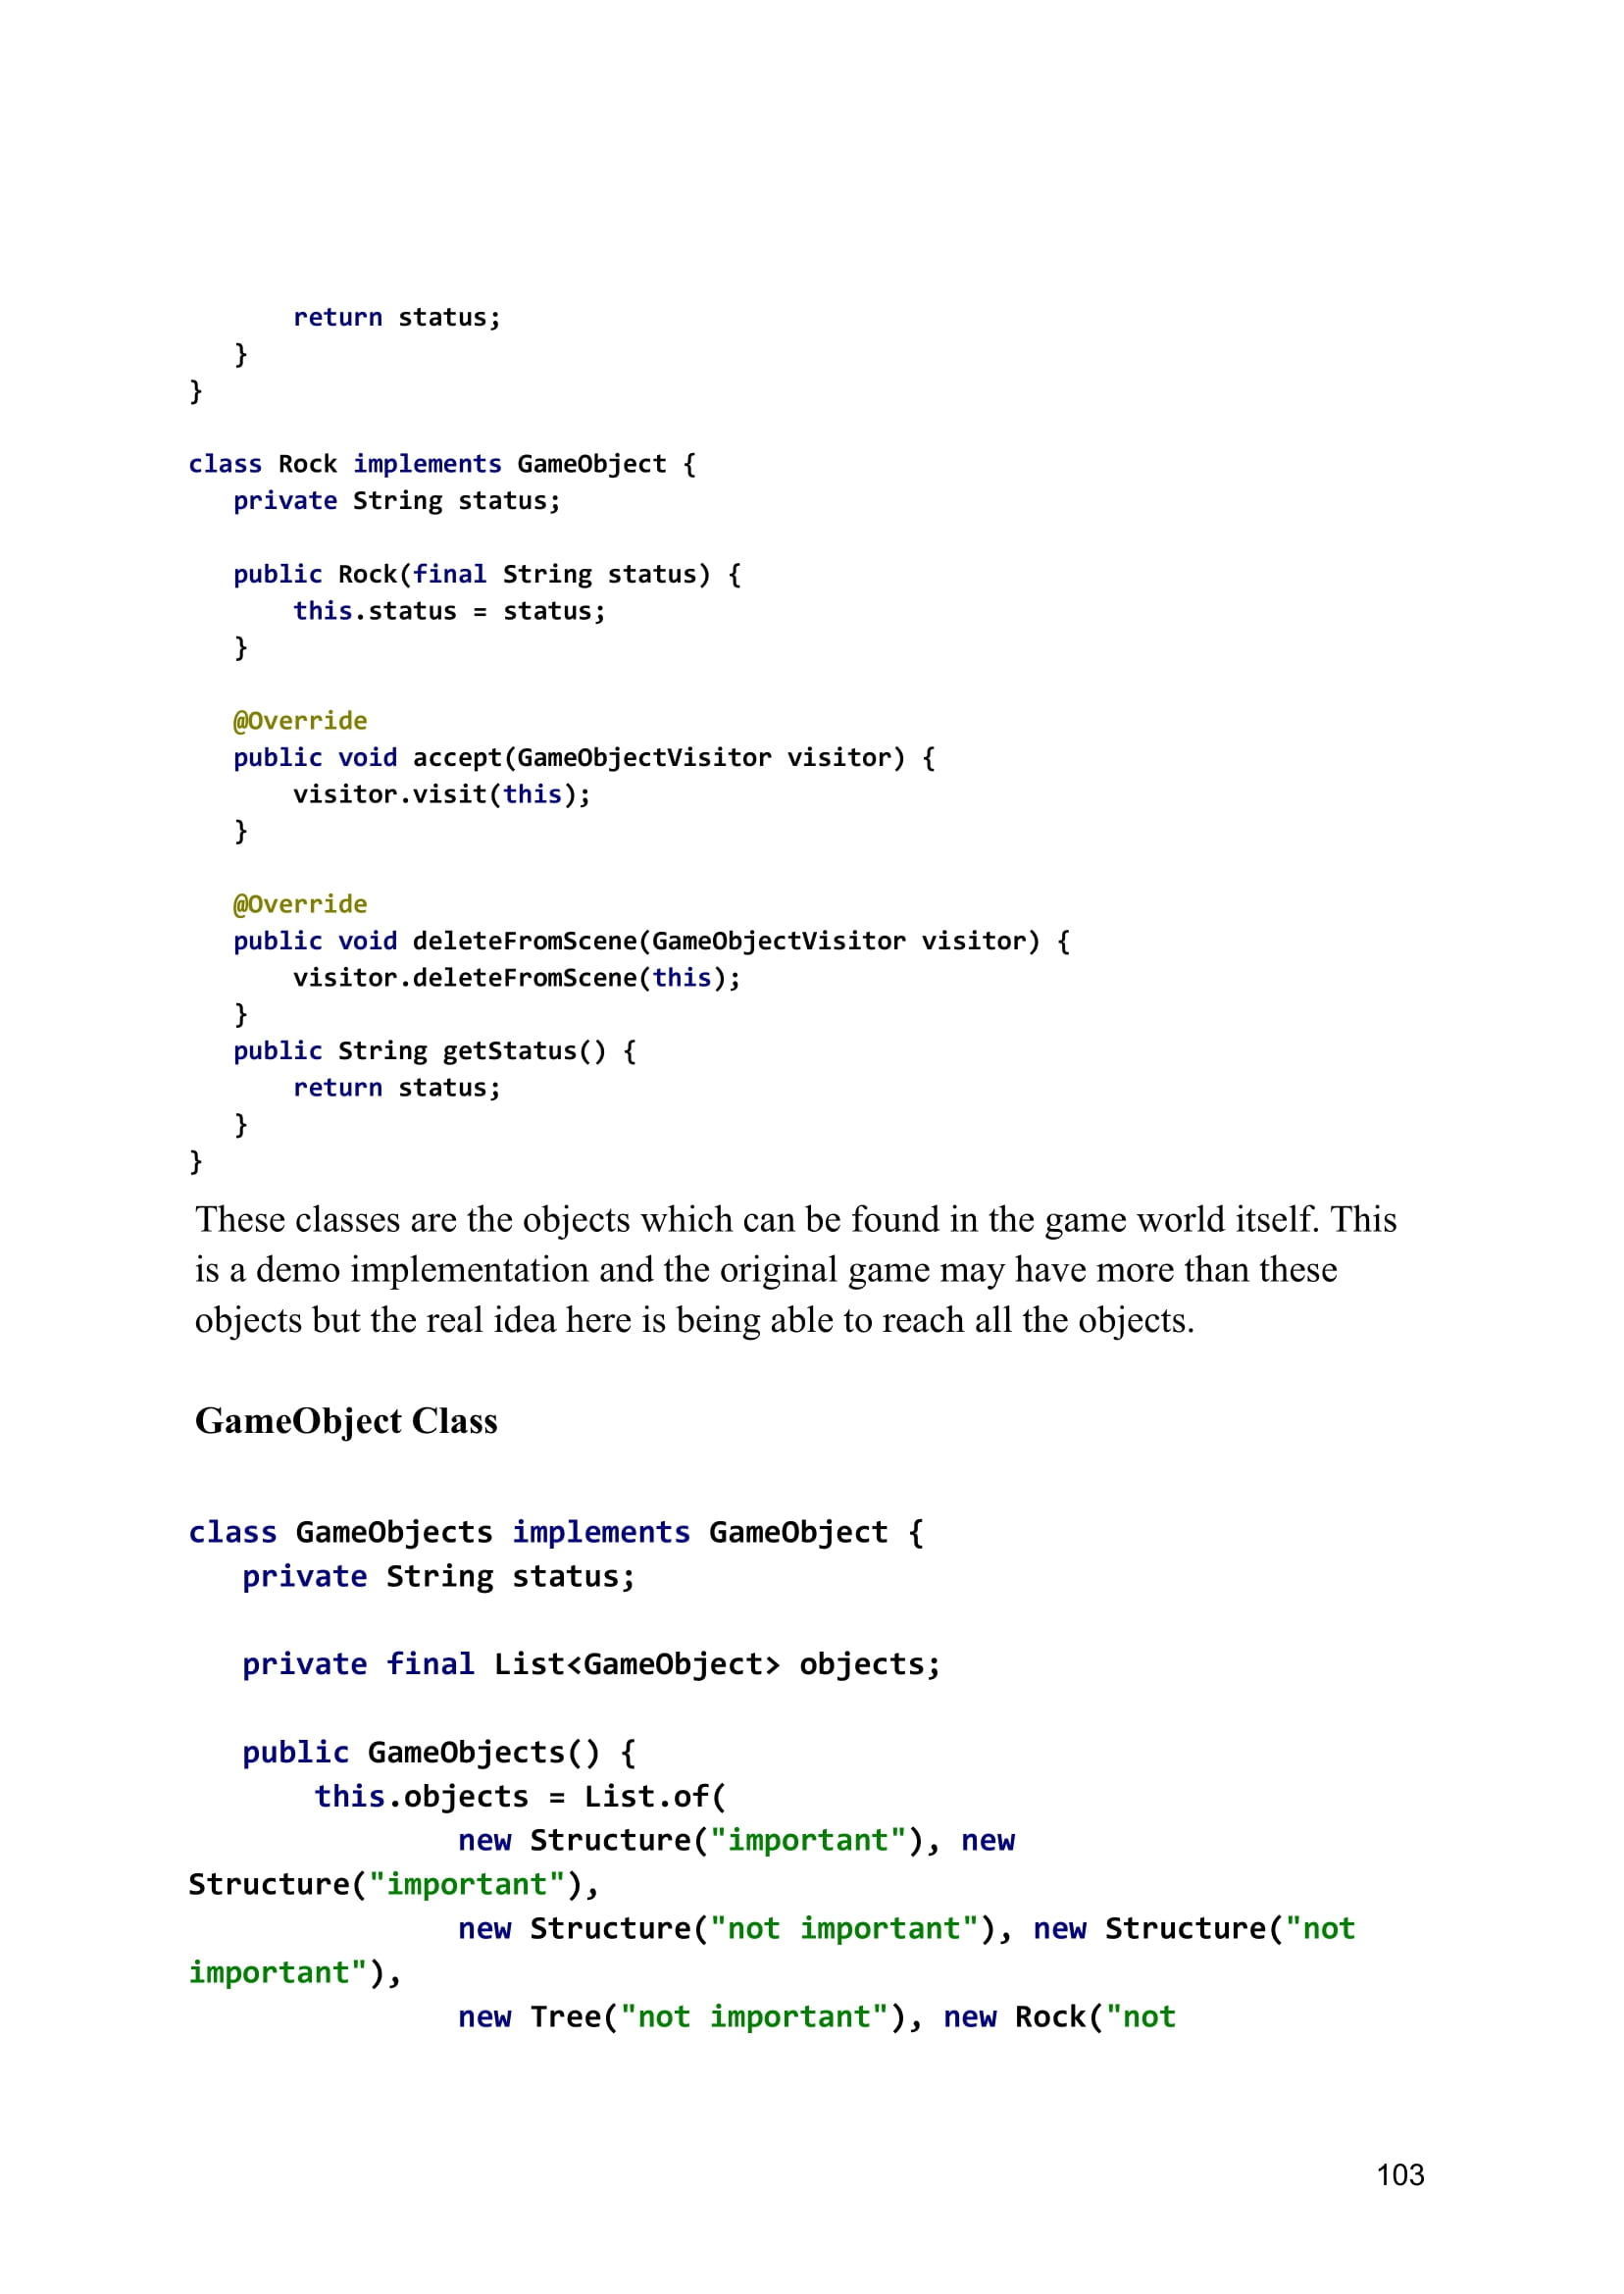 return status;
}
}
class Rock implements GameObject {
private String status;
public Rock(final String status) {
this.status = status;
}
@Override
public void accept(GameObjectVisitor visitor) {
visitor.visit(this);
}
@Override
public void deleteFromScene(GameObjectVisitor visitor) {
visitor.deleteFromScene(this);
}
public String getStatus() {
return status;
}
}
These classes are the objects which can be found in the game world itself. This
is a demo implementation and the original game may have more than these
objects but the real idea here is being able to reach all the objects.
GameObject Class
class GameObjects implements GameObject {
private String status;
private final List<GameObject> objects;
public GameObjects() {
this.objects = List.of(
new Structure("important"), new
Structure("important"),
new Structure("not important"), new Structure("not
important"),
new Tree("not important"), new Rock("not
103